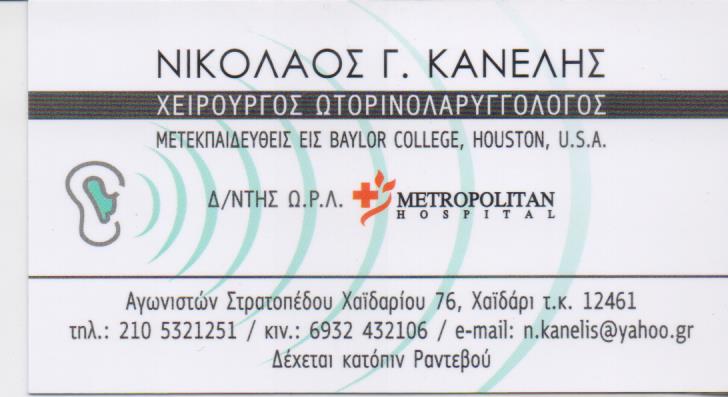 ΝΙΚΟΛΑΟΣ Γ. ΚΑΝΕΛΗΣ
ΧΕΙΡΟΥΡΓΟΣ ΩΤΟΡΙΝΟΛΑΡΥΓΓΟΛΟΓΟΣ
ΜΕΤΕΚΠΑΙΔΕΥΘΕΙΣ ΕΙΣ BAYLOR COLLEGE, HOUSTON, U.S.A.
Δ/ΝΤΗΣ Ω.Ρ.Λ. METROPOLITAN
HOSPITAL
Αγωνιστών Στρατοπέδου Χαϊδαρίου 76, Χαϊδάρι τ.κ. 12461
τηλ.: 210 5321251 / κιν.: 6932 432106 / e-mail: n.kanelis@yahoo.gr
Δέχεται κατόπιν Ραντεβού